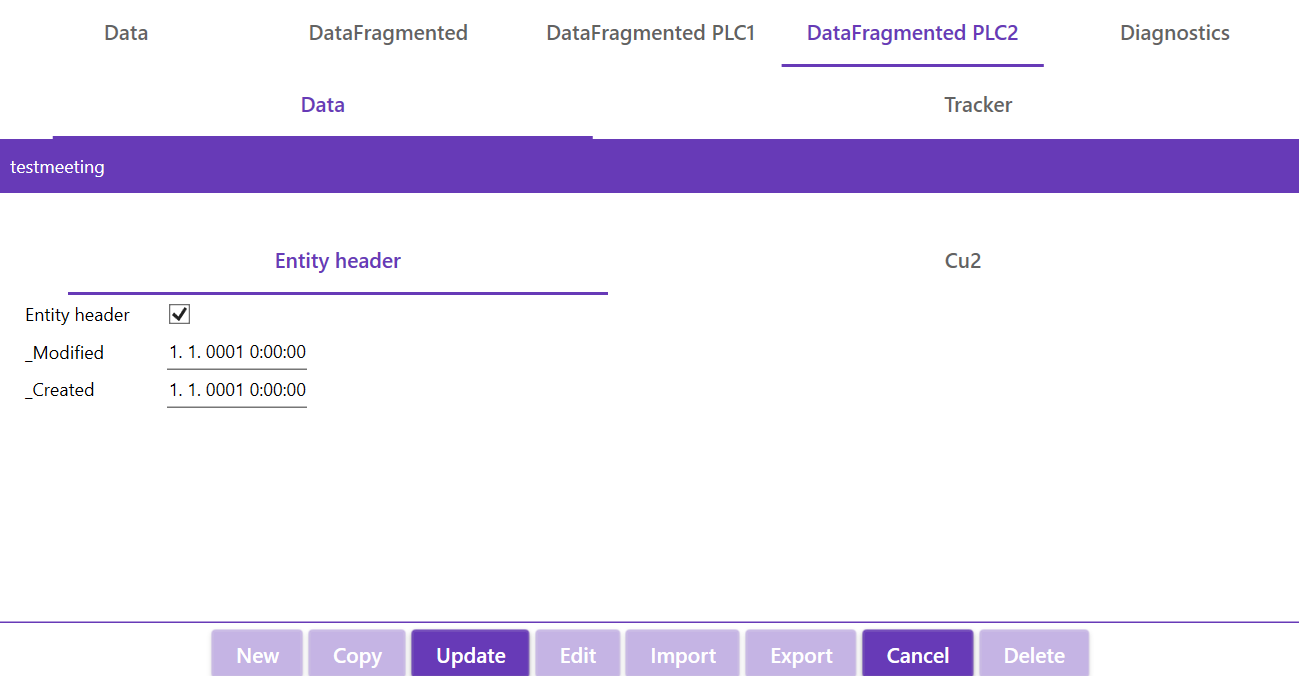 Data DataFragmented DataFragmented PLC1 DataFragmented PLC2 Diagnostics
Data Tracker
testmeeting
Entity header Cu2
Entity header
_Modified 1. 1. 0001 0:00:00
_Created 1. 1. 0001 0:00:00
New Copy Update Edit Import Export Cancel Delete